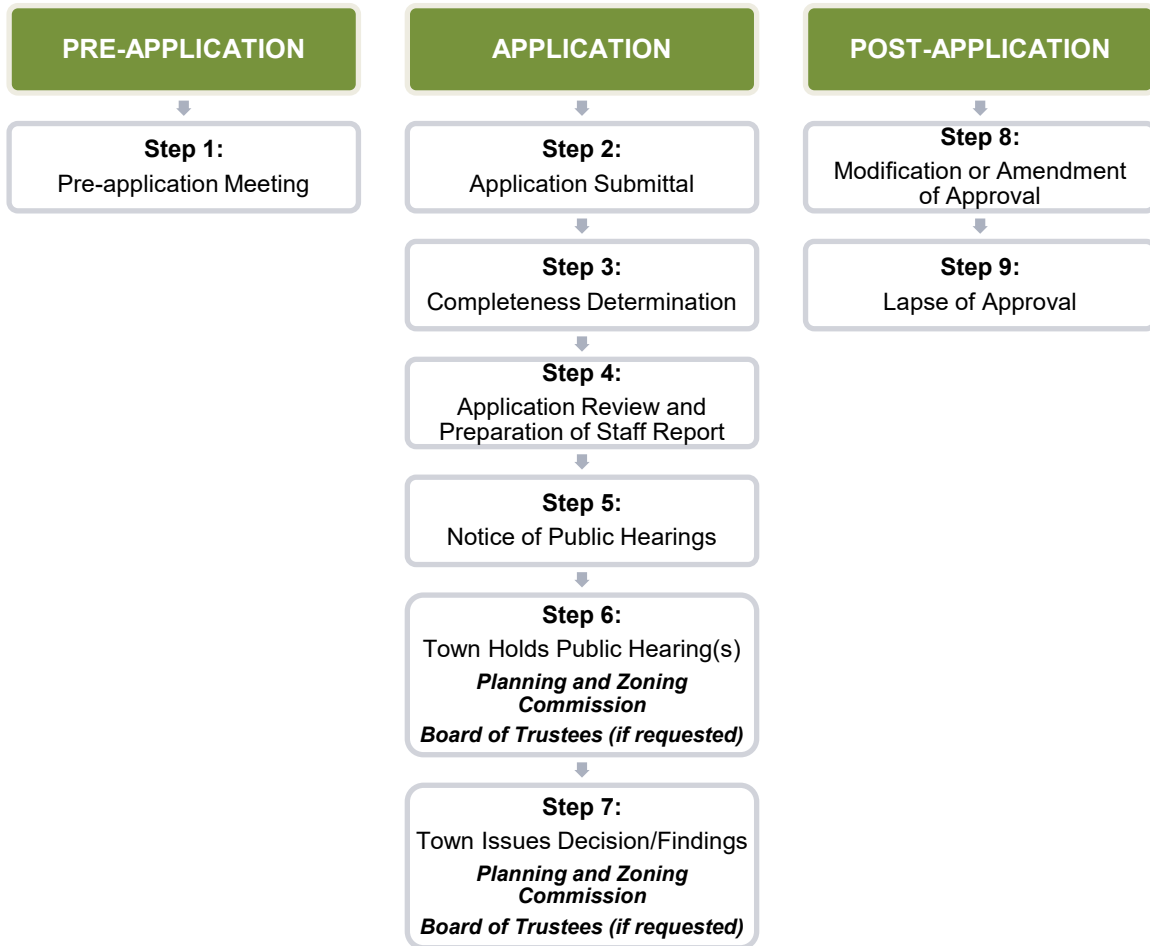 PRE-APPLICATION
Step 1:
Pre-application Meeting
APPLICATION
Step 2:
Application Submittal
Step 3:
Completeness Determination
Step 4:
Application Review and
Preparation of Staff Report
Step 5:
Notice of Public Hearings
Step 6:
Town Holds Public Hearing(s)
Planning and Zoning
Commission
Board of Trustees (if requested)
Step 7:
Town Issues Decision/Findings
Planning and Zoning
Commission
Board of Trustees (if requested)
POST-APPLICATION
Step 8:
Modification or Amendment
of Approval
Step 9:
Lapse of Approval